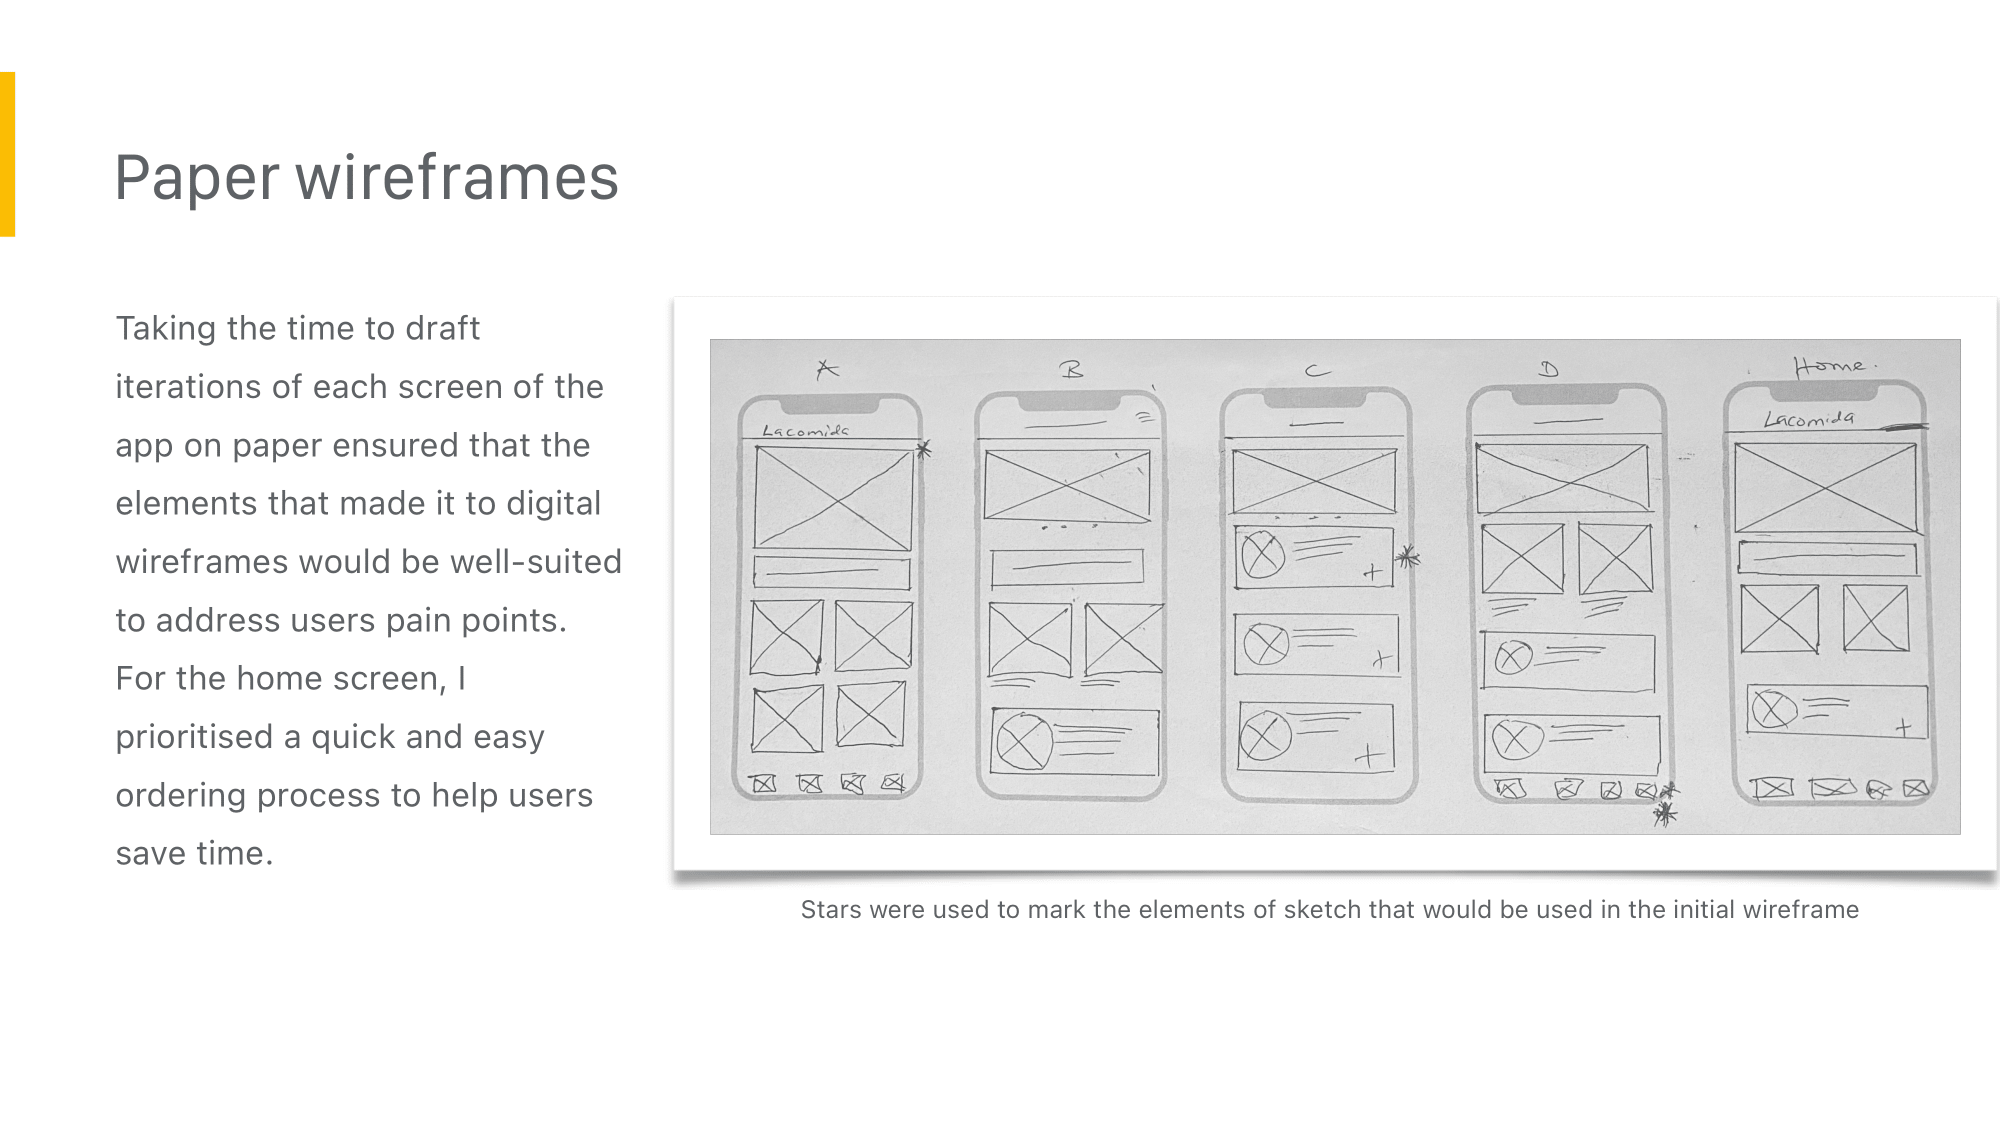 Paper wireframes
Taking the time to draft
iterations of each screen of the
app on paper ensured that the
elements that made it to digital
wireframes would be well-suited
to address users pain points.
For the home screen, I
prioritised a quick and easy
ordering process to help users
save time.
A B C D Home.
Lacomida
Lacomida
Stars were used to mark the elements of sketch that would be used in the initial wireframe